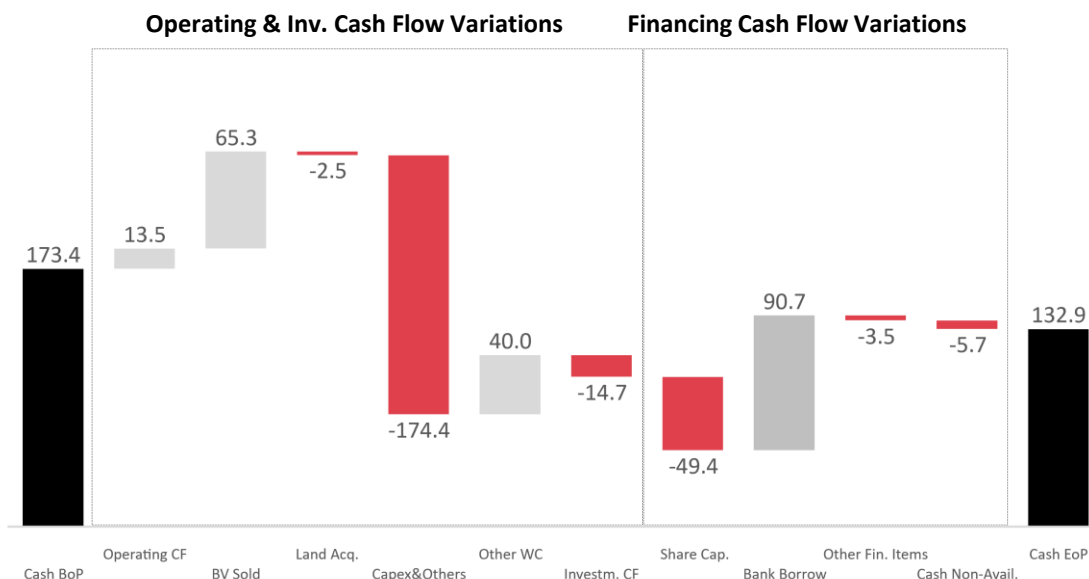 Operating & Inv. Cash Flow Variations
Financing Cash Flow Variations
173.4
13.5
65.3
-2.5
-174.4
40.0
-14.7
-49.4
90.7
-3.5
-5.7
132.9
Cash BoP
Operating CF
BV Sold
Land Acq.
Capex&Others
Other WC
Investm. CF
Share Cap.
Bank Borrow
Other Fin. Items
Cash Non-Avail.
Cash EoP